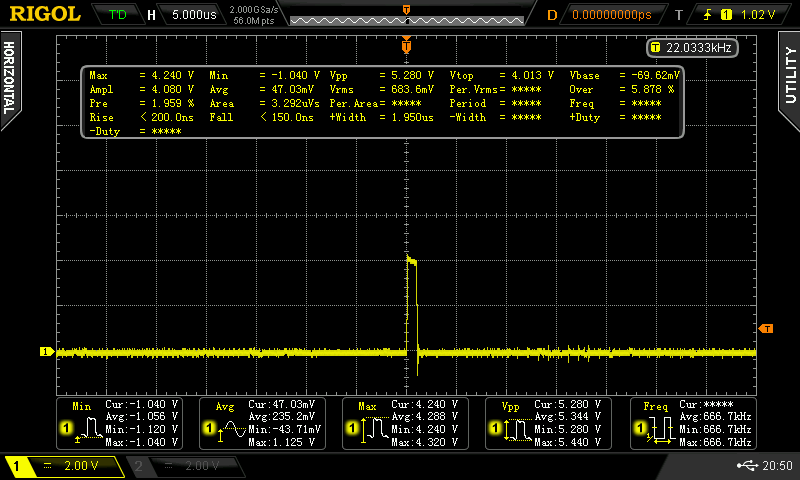 RIGOL T'D H 5.000us 2.000GSa/s 56.0M pts D 0.00000000ps T 1 1.02 V
HORIZONTAL
UTILITY
T
T 22.0333kHz
Max = 4.240 V Min = -1.040 V Vpp = 5.280 V Vtop = 4.013 V Vbase = -69.62mV
Ampl = 4.080 V Avg = 47.03mV Vrms = 683.6mV Per.Vrms= ***** Over = 5.878 %
Pre = 1.959 % Area = 3.292uVs Per.Area= ***** Period = ***** Freq = *****
Rise < 200.0ns Fall < 150.0ns +Width = 1.950us -Width = ***** +Duty = *****
-Duty = *****
T
1
Min Cur:-1.040 V
Avg:-1.056 V
1 Min:-1.120 V
Max:-1.040 V
Avg Cur:47.03mV
Avg:235.2mV
1 Min:-43.71mV
Max:1.125 V
Max Cur:4.240 V
Avg:4.288 V
1 Min:4.240 V
Max:4.320 V
Vpp Cur:5.280 V
Avg:5.344 V
1 Min:5.280 V
Max:5.440 V
Freq Cur:*****
Avg:666.7kHz
1 Min:666.7kHz
Max:666.7kHz
1 2.00 V 2 2.00 V 20:50